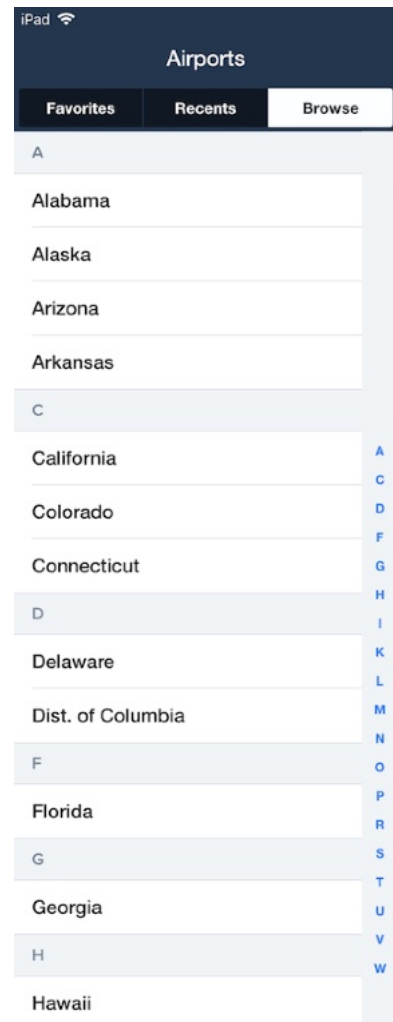 iPad
Airports
Favorites Recents Browse
A
Alabama
Alaska
Arizona
Arkansas
C
California
Colorado
Connecticut
D
Delaware
Dist. of Columbia
F
Florida
G
Georgia
H
Hawaii
A
C
D
F
G
H
I
K
L
M
N
O
P
R
S
T
U
V
W